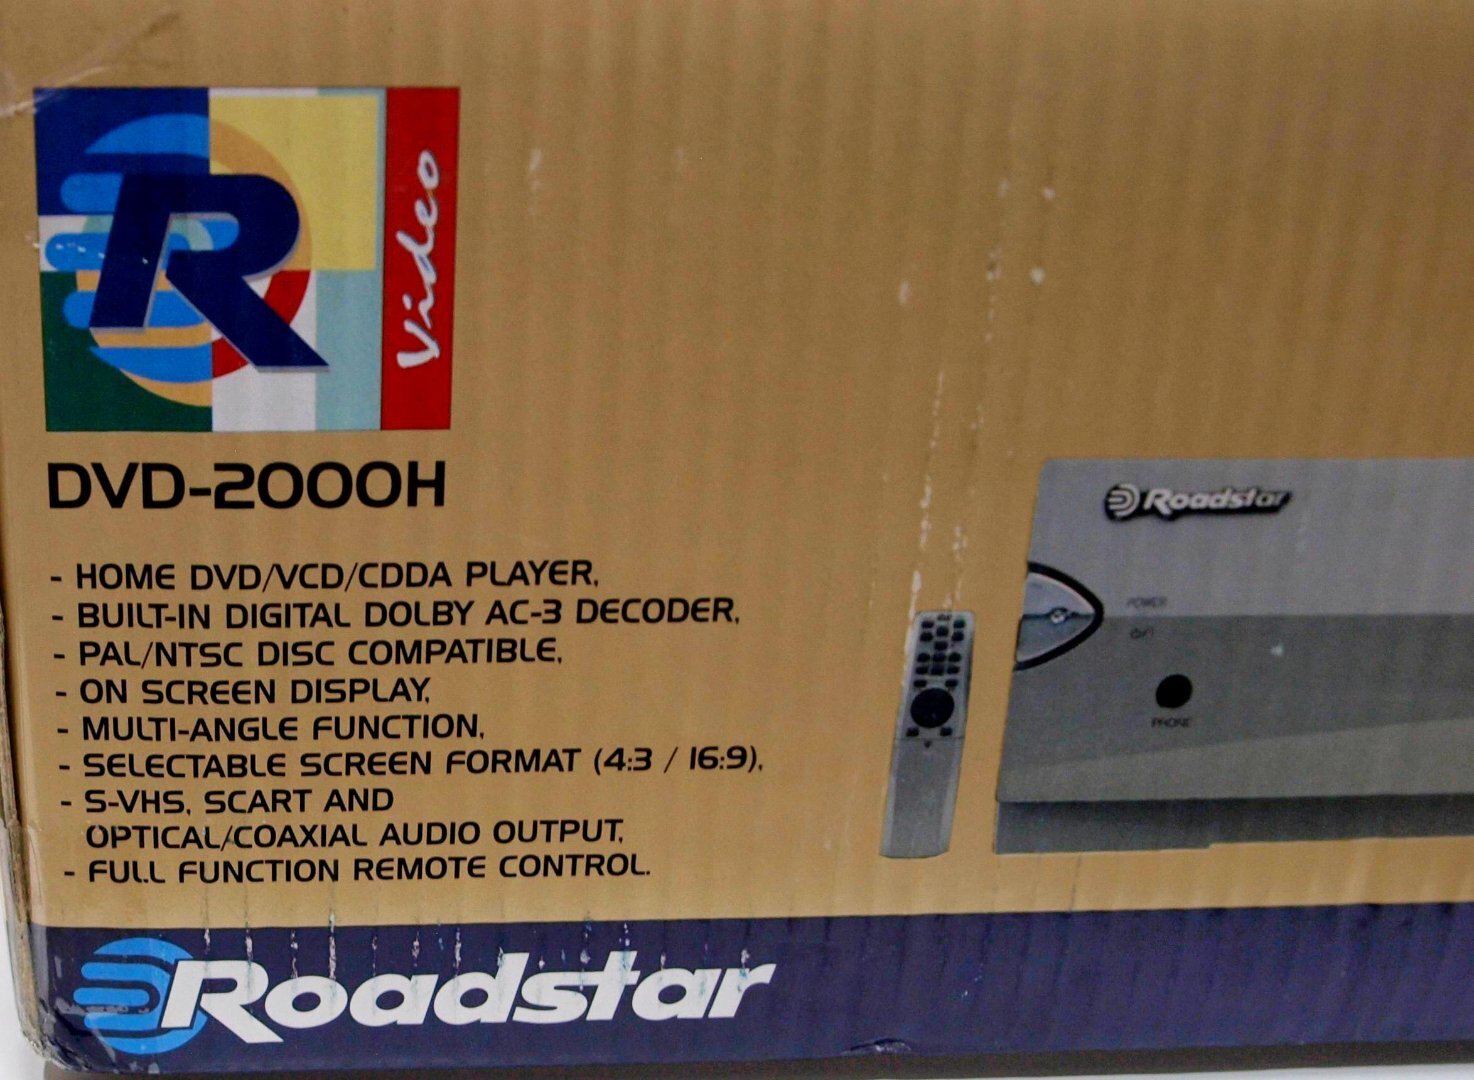 R
Video
DVD-2000H
- HOME DVD/VCD/CDDA PLAYER,
- BUILT-IN DIGITAL DOLBY AC-3 DECODER,
- PAL/NTSC DISC COMPATIBLE,
- ON SCREEN DISPLAY,
- MULTI-ANGLE FUNCTION,
- SELECTABLE SCREEN FORMAT (4:3 / 16:9),
- S-VHS, SCART AND
OPTICAL/COAXIAL AUDIO OUTPUT,
- FULL FUNCTION REMOTE CONTROL.
Roadstar
POWER
PHONE
Roadstar